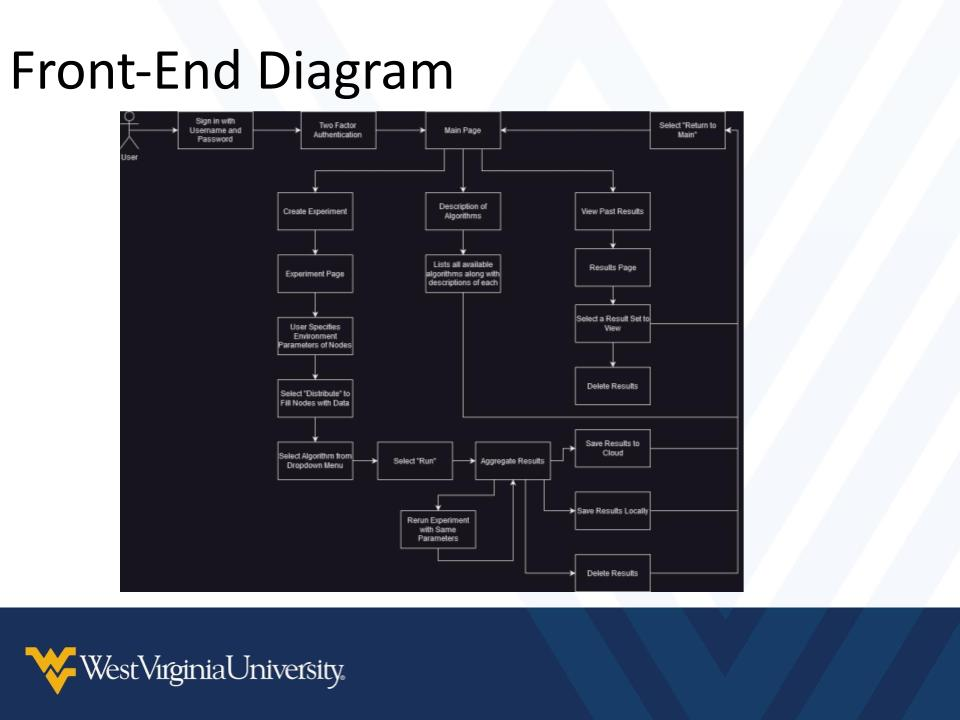 Front-End Diagram
Sign in with
Username and
Password
Two Factor
Authentication
Main Page
Select "Return to
Main"
User
Create Experiment
Description of
Algorithms
View Past Results
Experiment Page
Lists all available
algorithms along with
descriptions of each
Results Page
User Specifies
Environment
Parameters of Nodes
Select a Result Set to
View
Select "Distribute" to
Fill Nodes with Data
Delete Results
Select Algorithm from
Dropdown Menu
Select "Run"
Aggregate Results
Save Results to
Cloud
Rerun Experiment
with Same
Parameters
Save Results Locally
Delete Results
WestVirginiaUniversity.